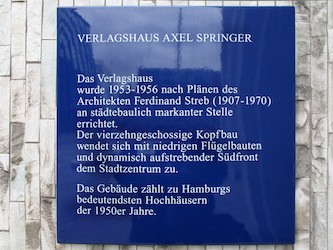 VERLAGSHAUS AXEL SPRINGER
Das Verlagshaus
wurde 1953-1956 nach Plänen des
Architekten Ferdinand Streb (1907-1970)
an städtebaulich markanter Stelle
errichtet.
Der vierzehngeschossige Kopfbau
wendet sich mit niedrigen Flügelbauten
und dynamisch aufstrebender Südfront
dem Stadtzentrum zu.
Das Gebäude zählt zu Hamburgs
bedeutendsten Hochhäusern
der 1950er Jahre.